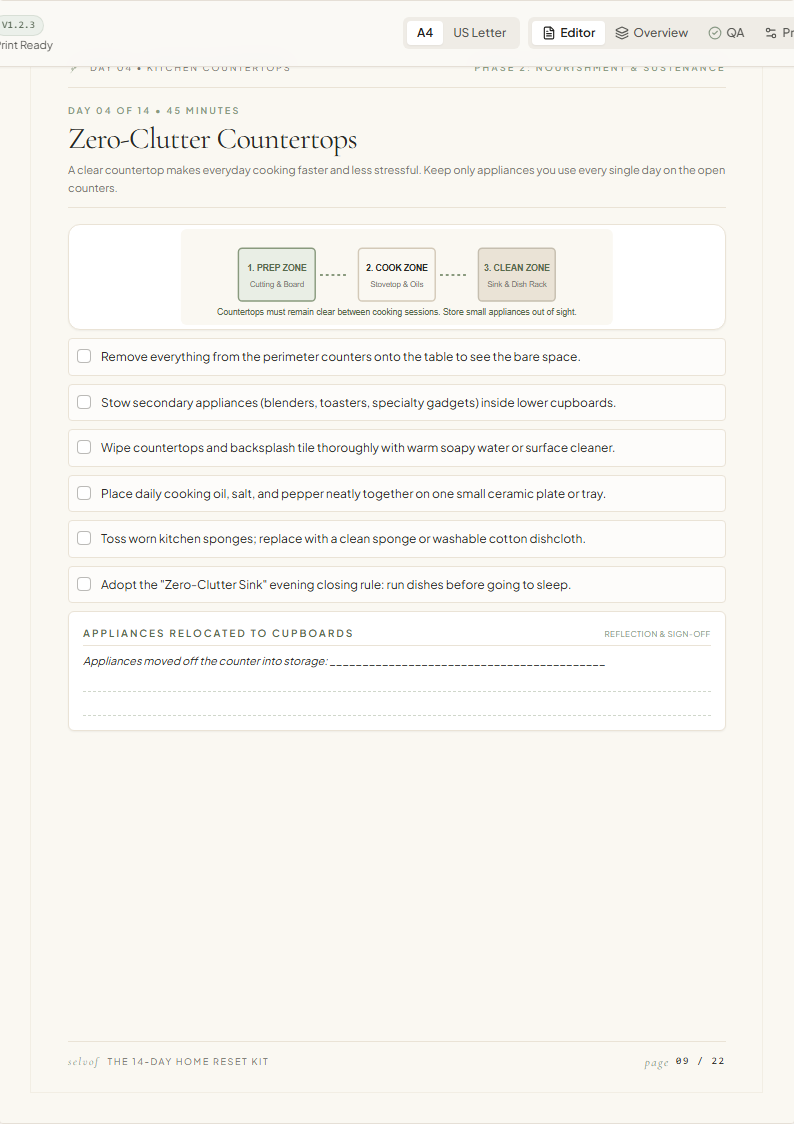 V1.2.3
A4
US Letter
Editor
Overview
QA
Print Ready
DAY 04 • KITCHEN COUNTERTOPS
PHASE 2: NOURISHMENT & SUSTENANCE
DAY 04 OF 14 • 45 MINUTES
Zero-Clutter Countertops
A clear countertop makes everyday cooking faster and less stressful. Keep only appliances you use every single day on the open
counters.
1. PREP ZONE
Cutting & Board
2. COOK ZONE
Stovetop & Oils
3. CLEAN ZONE
Sink & Dish Rack
Countertops must remain clear between cooking sessions. Store small appliances out of sight.
Remove everything from the perimeter counters onto the table to see the bare space.
Stow secondary appliances (blenders, toasters, specialty gadgets) inside lower cupboards.
Wipe countertops and backsplash tile thoroughly with warm soapy water or surface cleaner.
Place daily cooking oil, salt, and pepper neatly together on one small ceramic plate or tray.
Toss worn kitchen sponges; replace with a clean sponge or washable cotton dishcloth.
Adopt the "Zero-Clutter Sink" evening closing rule: run dishes before going to sleep.
APPLIANCES RELOCATED TO CUPBOARDS
REFLECTION & SIGN-OFF
Appliances moved off the counter into storage: __________________________________________
selvof THE 14-DAY HOME RESET KIT
page 09 / 22